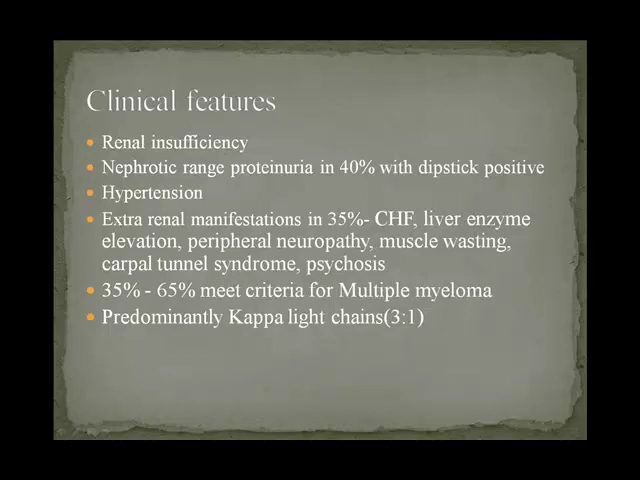 Clinical features
Renal insufficiency
Nephrotic range proteinuria in 40% with dipstick positive
Hypertension
Extra renal manifestations in 35%- CHF, liver enzyme
elevation, peripheral neuropathy, muscle wasting,
carpal tunnel syndrome, psychosis
35% - 65% meet criteria for Multiple myeloma
Predominantly Kappa light chains(3:1)